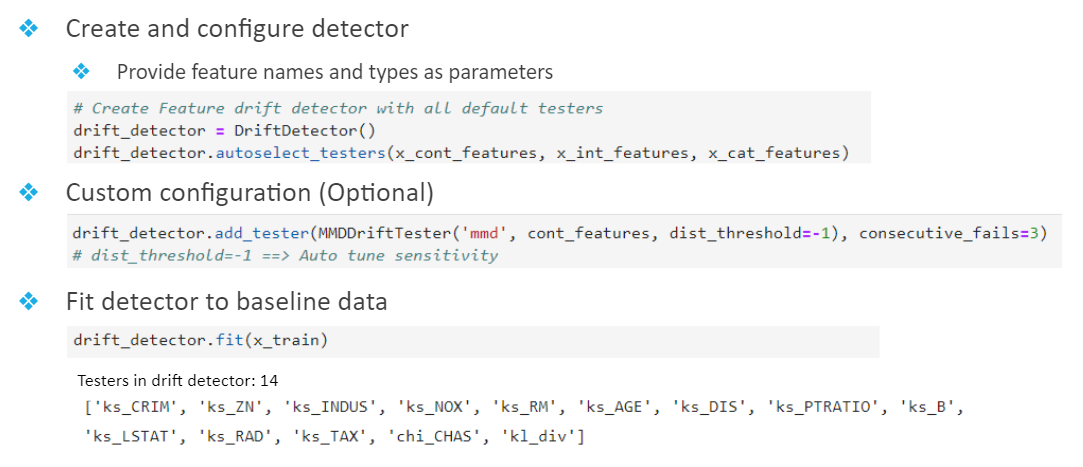 Create and configure detector
Provide feature names and types as parameters
# Create Feature drift detector with all default testers
drift_detector = DriftDetector()
drift_detector.autoselect_testers(x_cont_features, x_int_features, x_cat_features)
Custom configuration (Optional)
drift_detector.add_tester(MMDDriftTester('mmd', cont_features, dist_threshold=-1), consecutive_fails=3)
# dist_threshold=-1 ==> Auto tune sensitivity
Fit detector to baseline data
drift_detector.fit(x_train)
Testers in drift detector: 14
['ks_CRIM', 'ks_ZN', 'ks_INDUS', 'ks_NOX', 'ks_RM', 'ks_AGE', 'ks_DIS', 'ks_PTRATIO', 'ks_B',
'ks_LSTAT', 'ks_RAD', 'ks_TAX', 'chi_CHAS', 'kl_div']